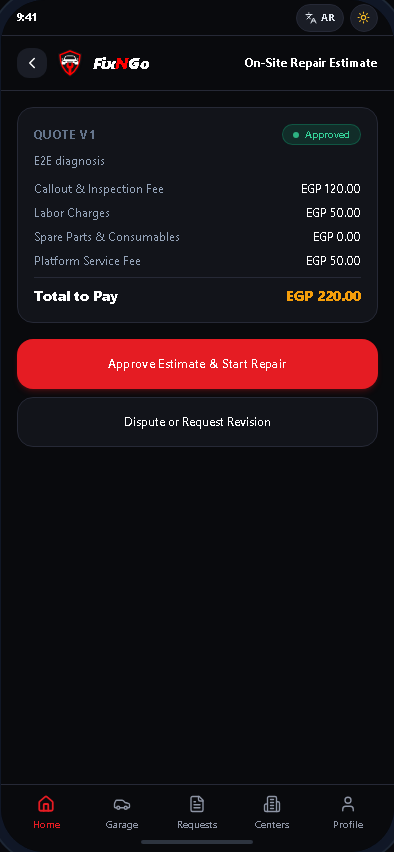 9:41
AR
FixNGo
On-Site Repair Estimate
QUOTE V1
Approved
E2E diagnosis
Callout & Inspection Fee EGP 120.00
Labor Charges EGP 50.00
Spare Parts & Consumables EGP 0.00
Platform Service Fee EGP 50.00
Total to Pay EGP 220.00
Approve Estimate & Start Repair
Dispute or Request Revision
Home Garage Requests Centers Profile